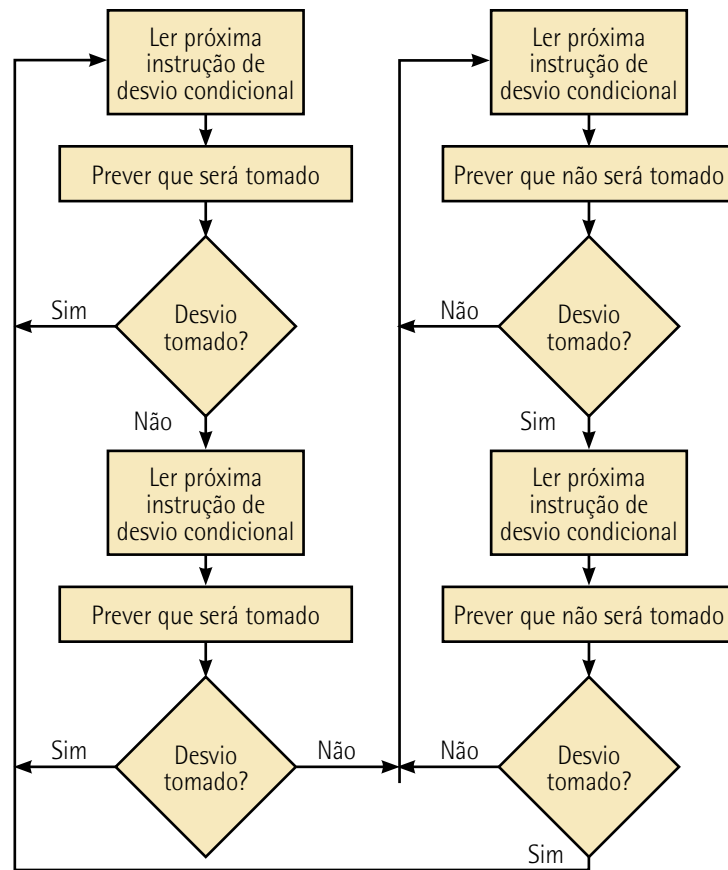 Ler próxima
instrução de
desvio condicional
Prever que será tomado
Sim
Desvio
tomado?
Não
Ler próxima
instrução de
desvio condicional
Prever que será tomado
Sim
Desvio
tomado?
Não
Ler próxima
instrução de
desvio condicional
Prever que não será tomado
Não
Desvio
tomado?
Sim
Ler próxima
instrução de
desvio condicional
Prever que não será tomado
Não
Desvio
tomado?
Sim